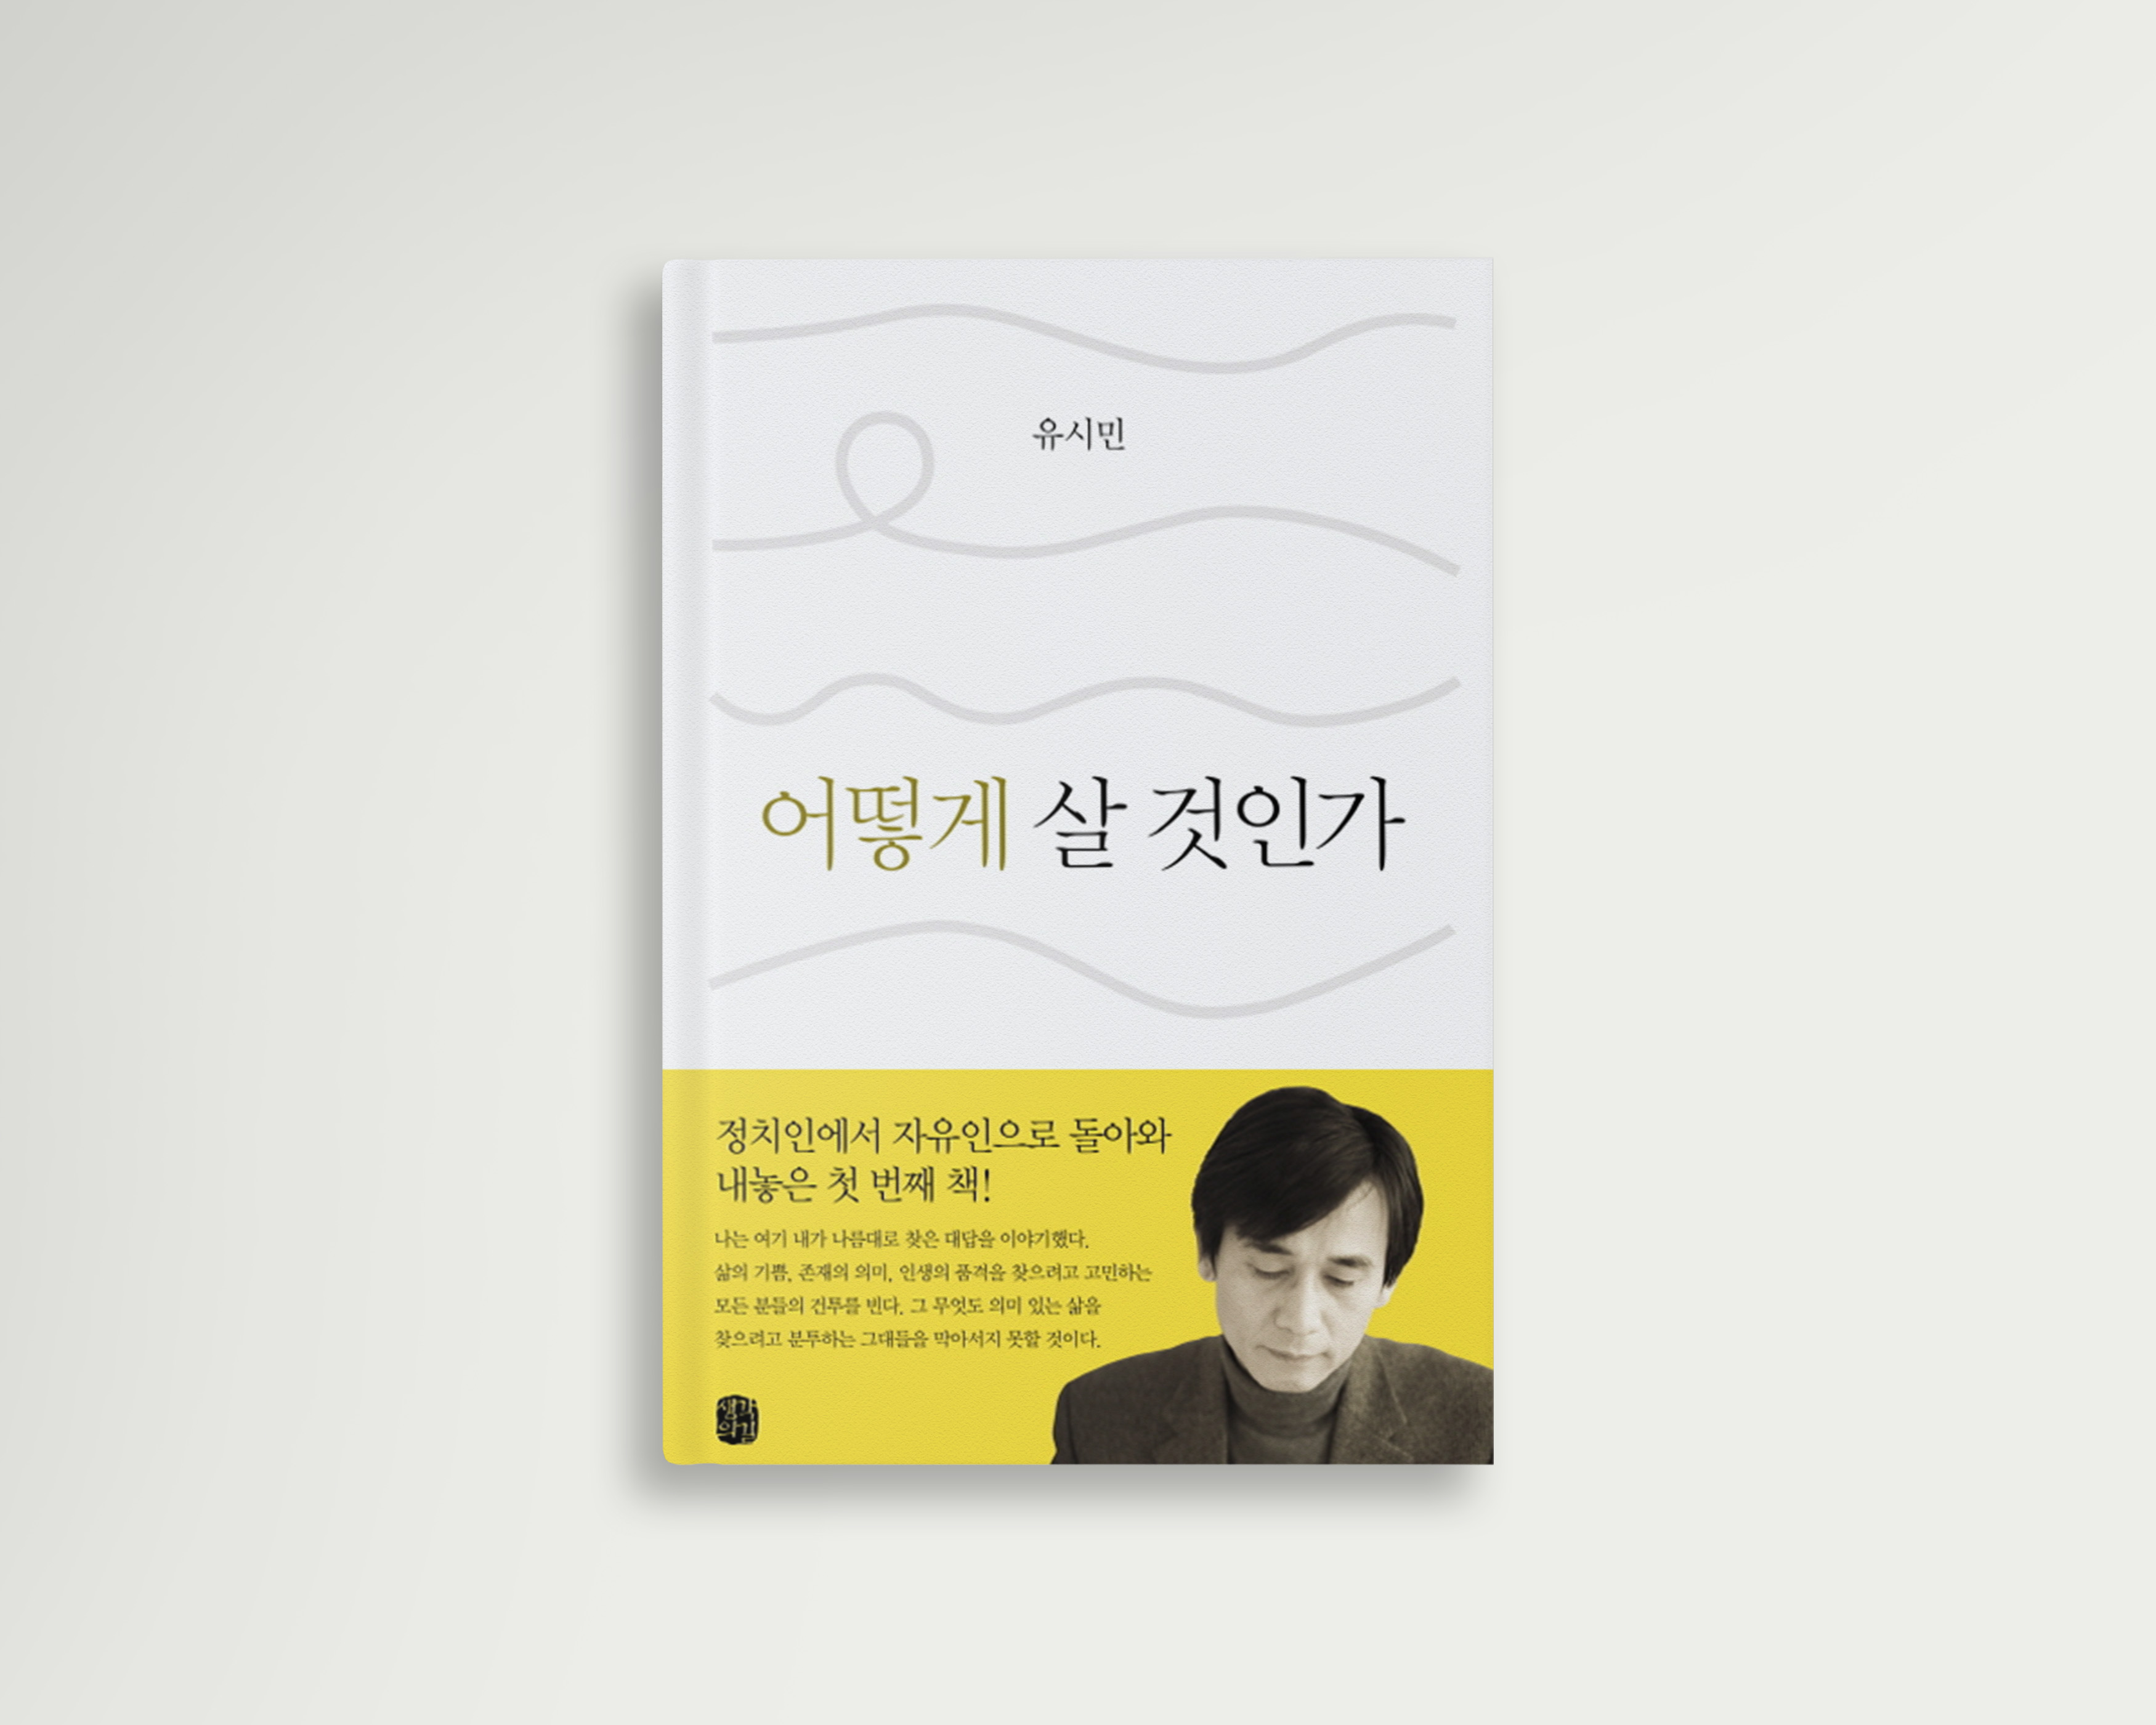 유시민
어떻게 살 것인가
정치인에서 자유인으로 돌아와
내놓은 첫 번째 책!
나는 여기 내가 나름대로 찾은 대답을 이야기했다.
삶의 기쁨, 존재의 의미, 인생의 품격을 찾으려고 고민하는
모든 분들의 건투를 빈다. 그 무엇도 의미 있는 삶을
찾으려고 분투하는 그대들을 막아서지 못할 것이다.
생각
의길